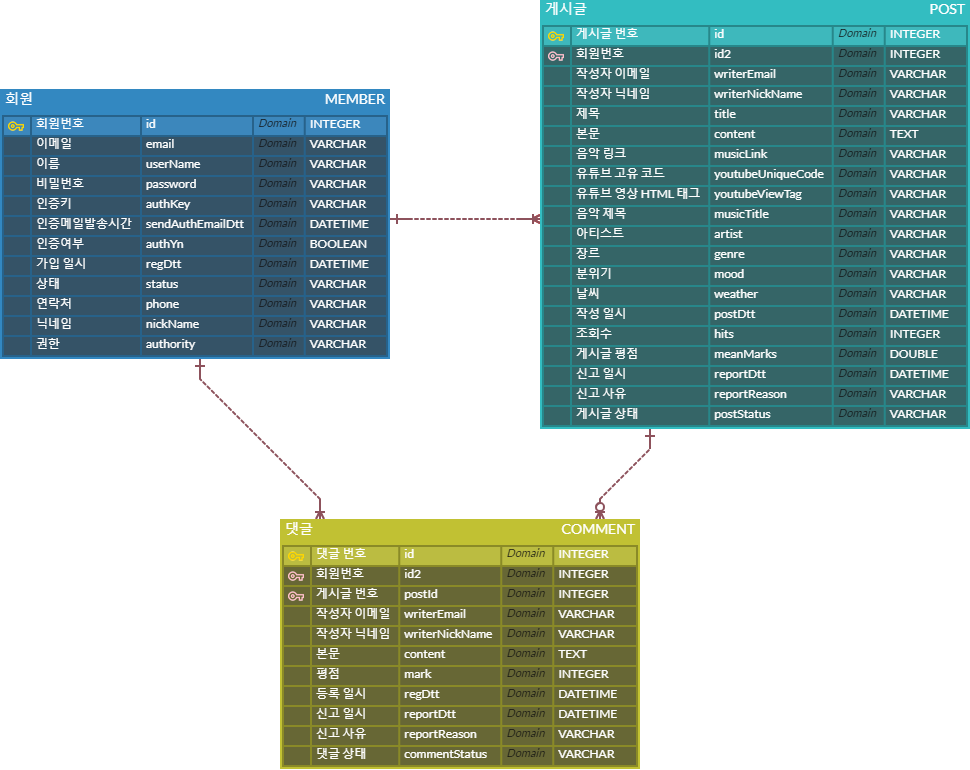 회원 MEMBER
회원번호 id Domain INTEGER
이메일 email Domain VARCHAR
이름 userName Domain VARCHAR
비밀번호 password Domain VARCHAR
인증키 authKey Domain VARCHAR
인증메일발송시간 sendAuthEmailDtt Domain DATETIME
인증여부 authYn Domain BOOLEAN
가입 일시 regDtt Domain DATETIME
상태 status Domain VARCHAR
연락처 phone Domain VARCHAR
닉네임 nickName Domain VARCHAR
권한 authority Domain VARCHAR
게시글 POST
게시글 번호 id Domain INTEGER
회원번호 id2 Domain INTEGER
작성자 이메일 writerEmail Domain VARCHAR
작성자 닉네임 writerNickName Domain VARCHAR
제목 title Domain VARCHAR
본문 content Domain TEXT
음악 링크 musicLink Domain VARCHAR
유튜브 고유 코드 youtubeUniqueCode Domain VARCHAR
유튜브 영상 HTML 태그 youtubeViewTag Domain VARCHAR
음악 제목 musicTitle Domain VARCHAR
아티스트 artist Domain VARCHAR
장르 genre Domain VARCHAR
분위기 mood Domain VARCHAR
날씨 weather Domain VARCHAR
작성 일시 postDtt Domain DATETIME
조회수 hits Domain INTEGER
게시글 평점 meanMarks Domain DOUBLE
신고 일시 reportDtt Domain DATETIME
신고 사유 reportReason Domain VARCHAR
게시글 상태 postStatus Domain VARCHAR
댓글 COMMENT
댓글 번호 id Domain INTEGER
회원번호 id2 Domain INTEGER
게시글 번호 postId Domain INTEGER
작성자 이메일 writerEmail Domain VARCHAR
작성자 닉네임 writerNickName Domain VARCHAR
본문 content Domain TEXT
평점 mark Domain INTEGER
등록 일시 regDtt Domain DATETIME
신고 일시 reportDtt Domain DATETIME
신고 사유 reportReason Domain VARCHAR
댓글 상태 commentStatus Domain VARCHAR